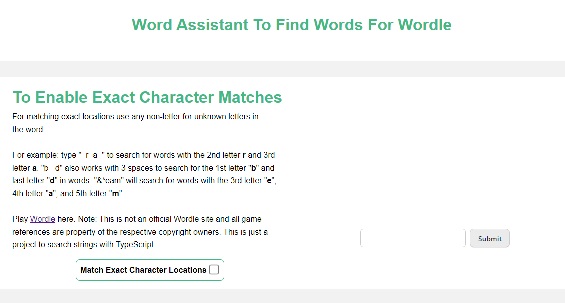 Word Assistant To Find Words For Wordle
To Enable Exact Character Matches
For matching exact locations use any non-letter for unknown letters in
the word.
For example: type " r a " to search for words with the 2nd letter r and 3rd
letter a. "b   d" also works with 3 spaces to search for the 1st letter "b" and
last letter "d" in words. will search for words with the 3rd letter "e",
4th letter "a", and 5th letter "m".
Play Wordle here. Note: This is not an official Wordle site and all game
references are property of the respective copyright owners. This is just a
project to search strings with TypeScript.
Submit
Match Exact Character Locations